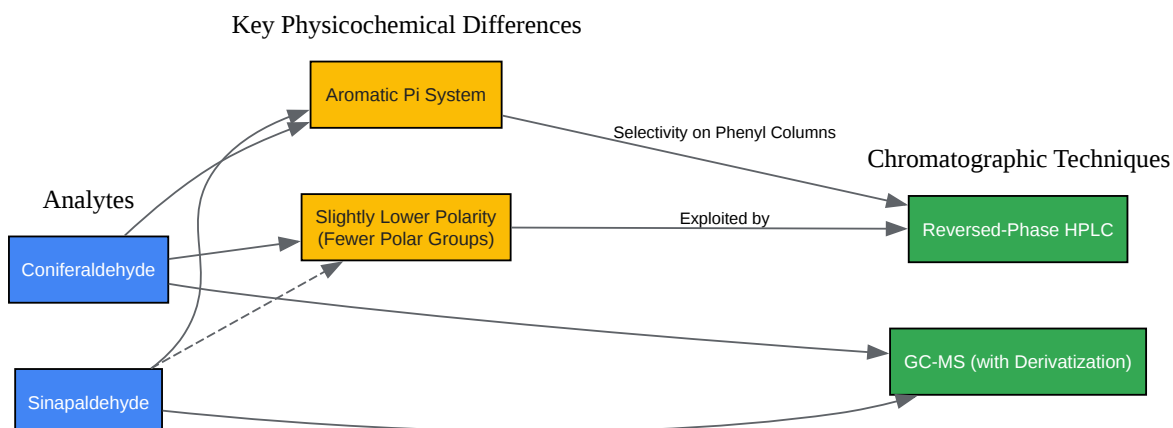 Key Physicochemical Differences
Aromatic Pi System
Selectivity on Phenyl Columns
Chromatographic Techniques
Analytes
Slightly Lower Polarity
(Fewer Polar Groups)
Exploited by
Reversed-Phase HPLC
Coniferaldehyde
GC-MS (with Derivatization)
Sinapaldehyde